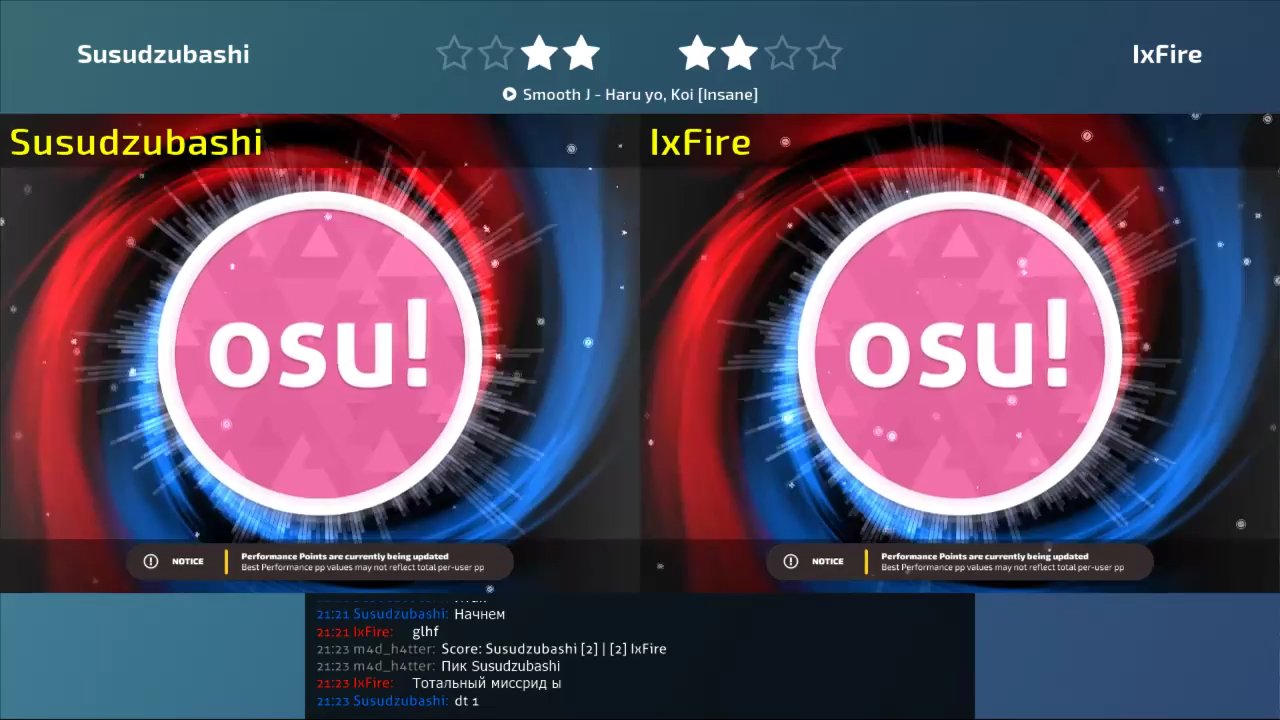 Susudzubashi
IxFire
Smooth J - Haru yo, Koi [Insane]
Susudzubashi
IxFire
osu!
osu!
NOTICE
Performance Points are currently being updated
Best Performance pp values may not reflect total per-user pp
NOTICE
Performance Points are currently being updated
Best Performance pp values may not reflect total per-user pp
21:21 Susudzubashi: Начнем
21:21 IxFire: glhf
21:23 m4d_h4tter: Score: Susudzubashi [2] | [2] IxFire
21:23 m4d_h4tter: Пик Susudzubashi
21:23 IxFire: Тотальный миссрид ы
21:23 Susudzubashi: dt 1